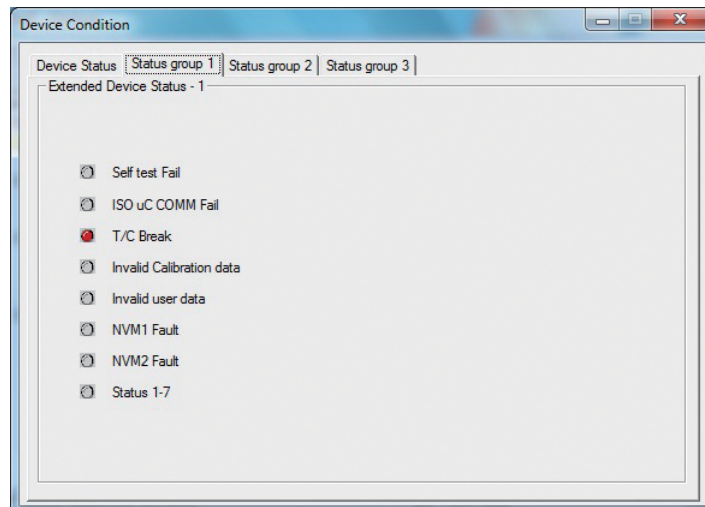 Device Condition
Device Status Status group 1 Status group 2 Status group 3
Extended Device Status - 1
Self test Fail
ISO uC COMM Fail
T/C Break
Invalid Calibration data
Invalid user data
NVM1 Fault
NVM2 Fault
Status 1-7